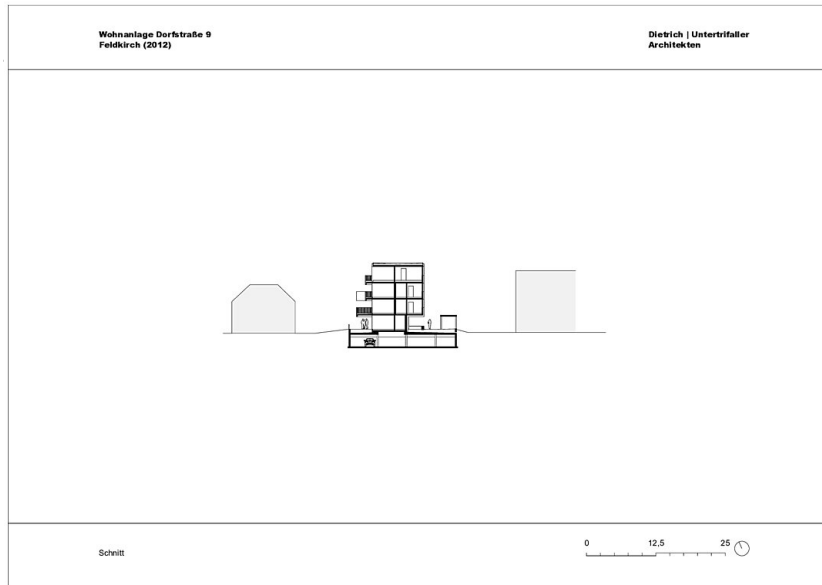 Wohnanlage Dorfstraße 9
Feldkirch (2012)
Dietrich | Untertrifaller
Architekten
Schnitt
0 12,5 25